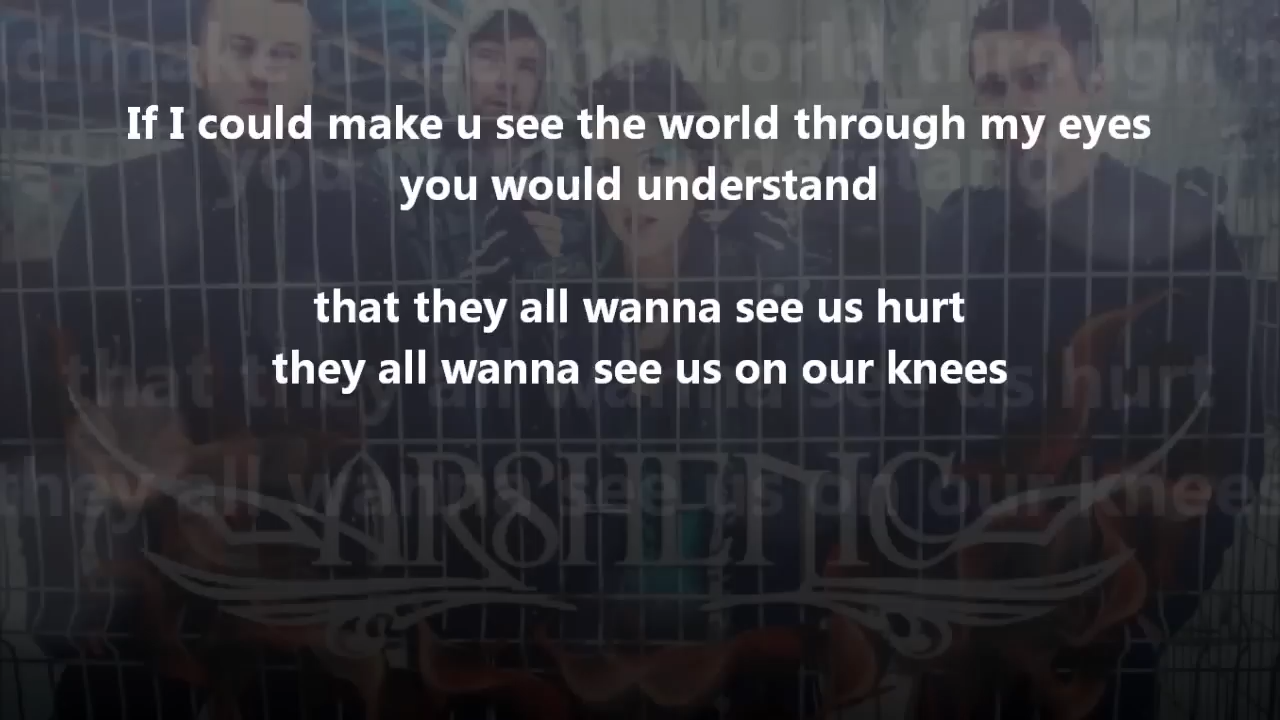 If I could make u see the world through my eyes
you would understand
that they all wanna see us hurt
they all wanna see us on our knees
ARSHENIC